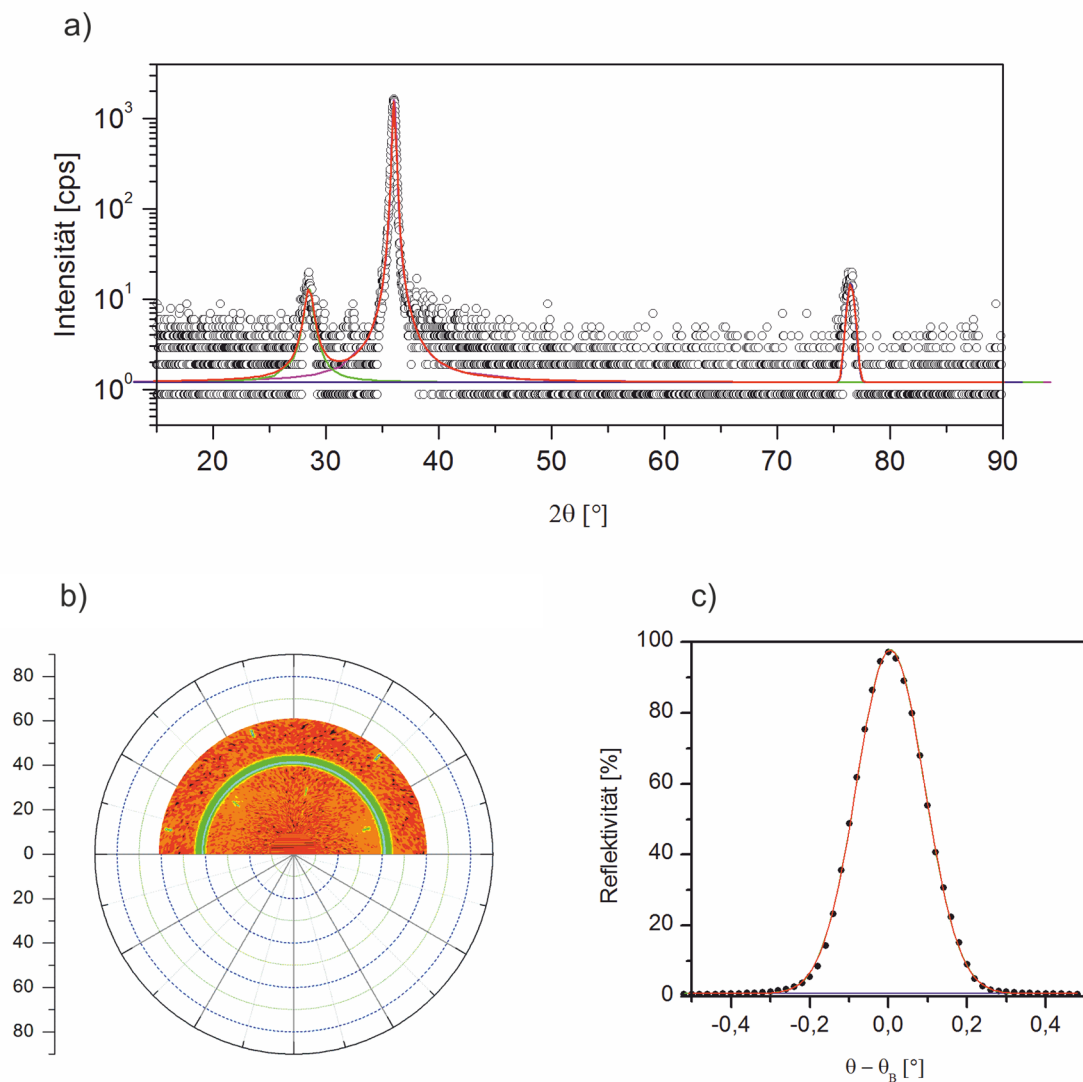 a)
Intensität [cps]
10³
10²
10¹
10⁰
20 30 40 50 60 70 80 90
2θ [°]
b)
80
60
40
20
0
20
40
60
80
c)
Reflektivität [%]
100
80
60
40
20
0
-0,4 -0,2 0,0 0,2 0,4
θ − θB [°]